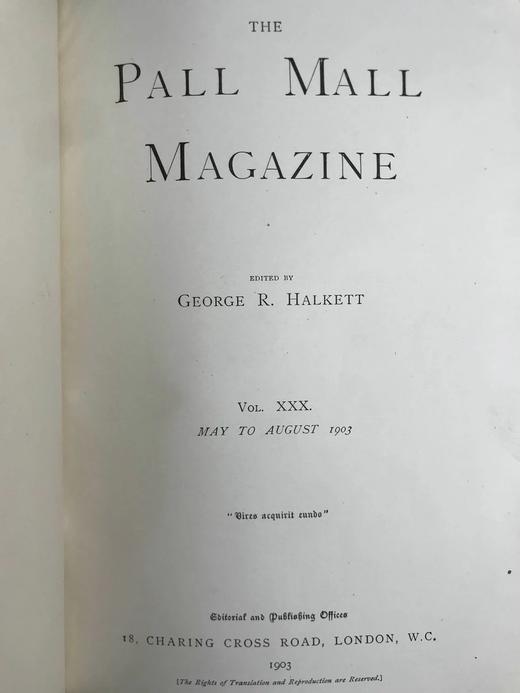 THE
PALL MALL
MAGAZINE
EDITED BY
GEORGE R. HALKETT
VOL. XXX.
MAY TO AUGUST 1903
"Vires acquirit eundo"
Editorial and Publishing Offices
18, CHARING CROSS ROAD, LONDON, W.C.
1903
[The Rights of Translation and Reproduction are Reserved.]